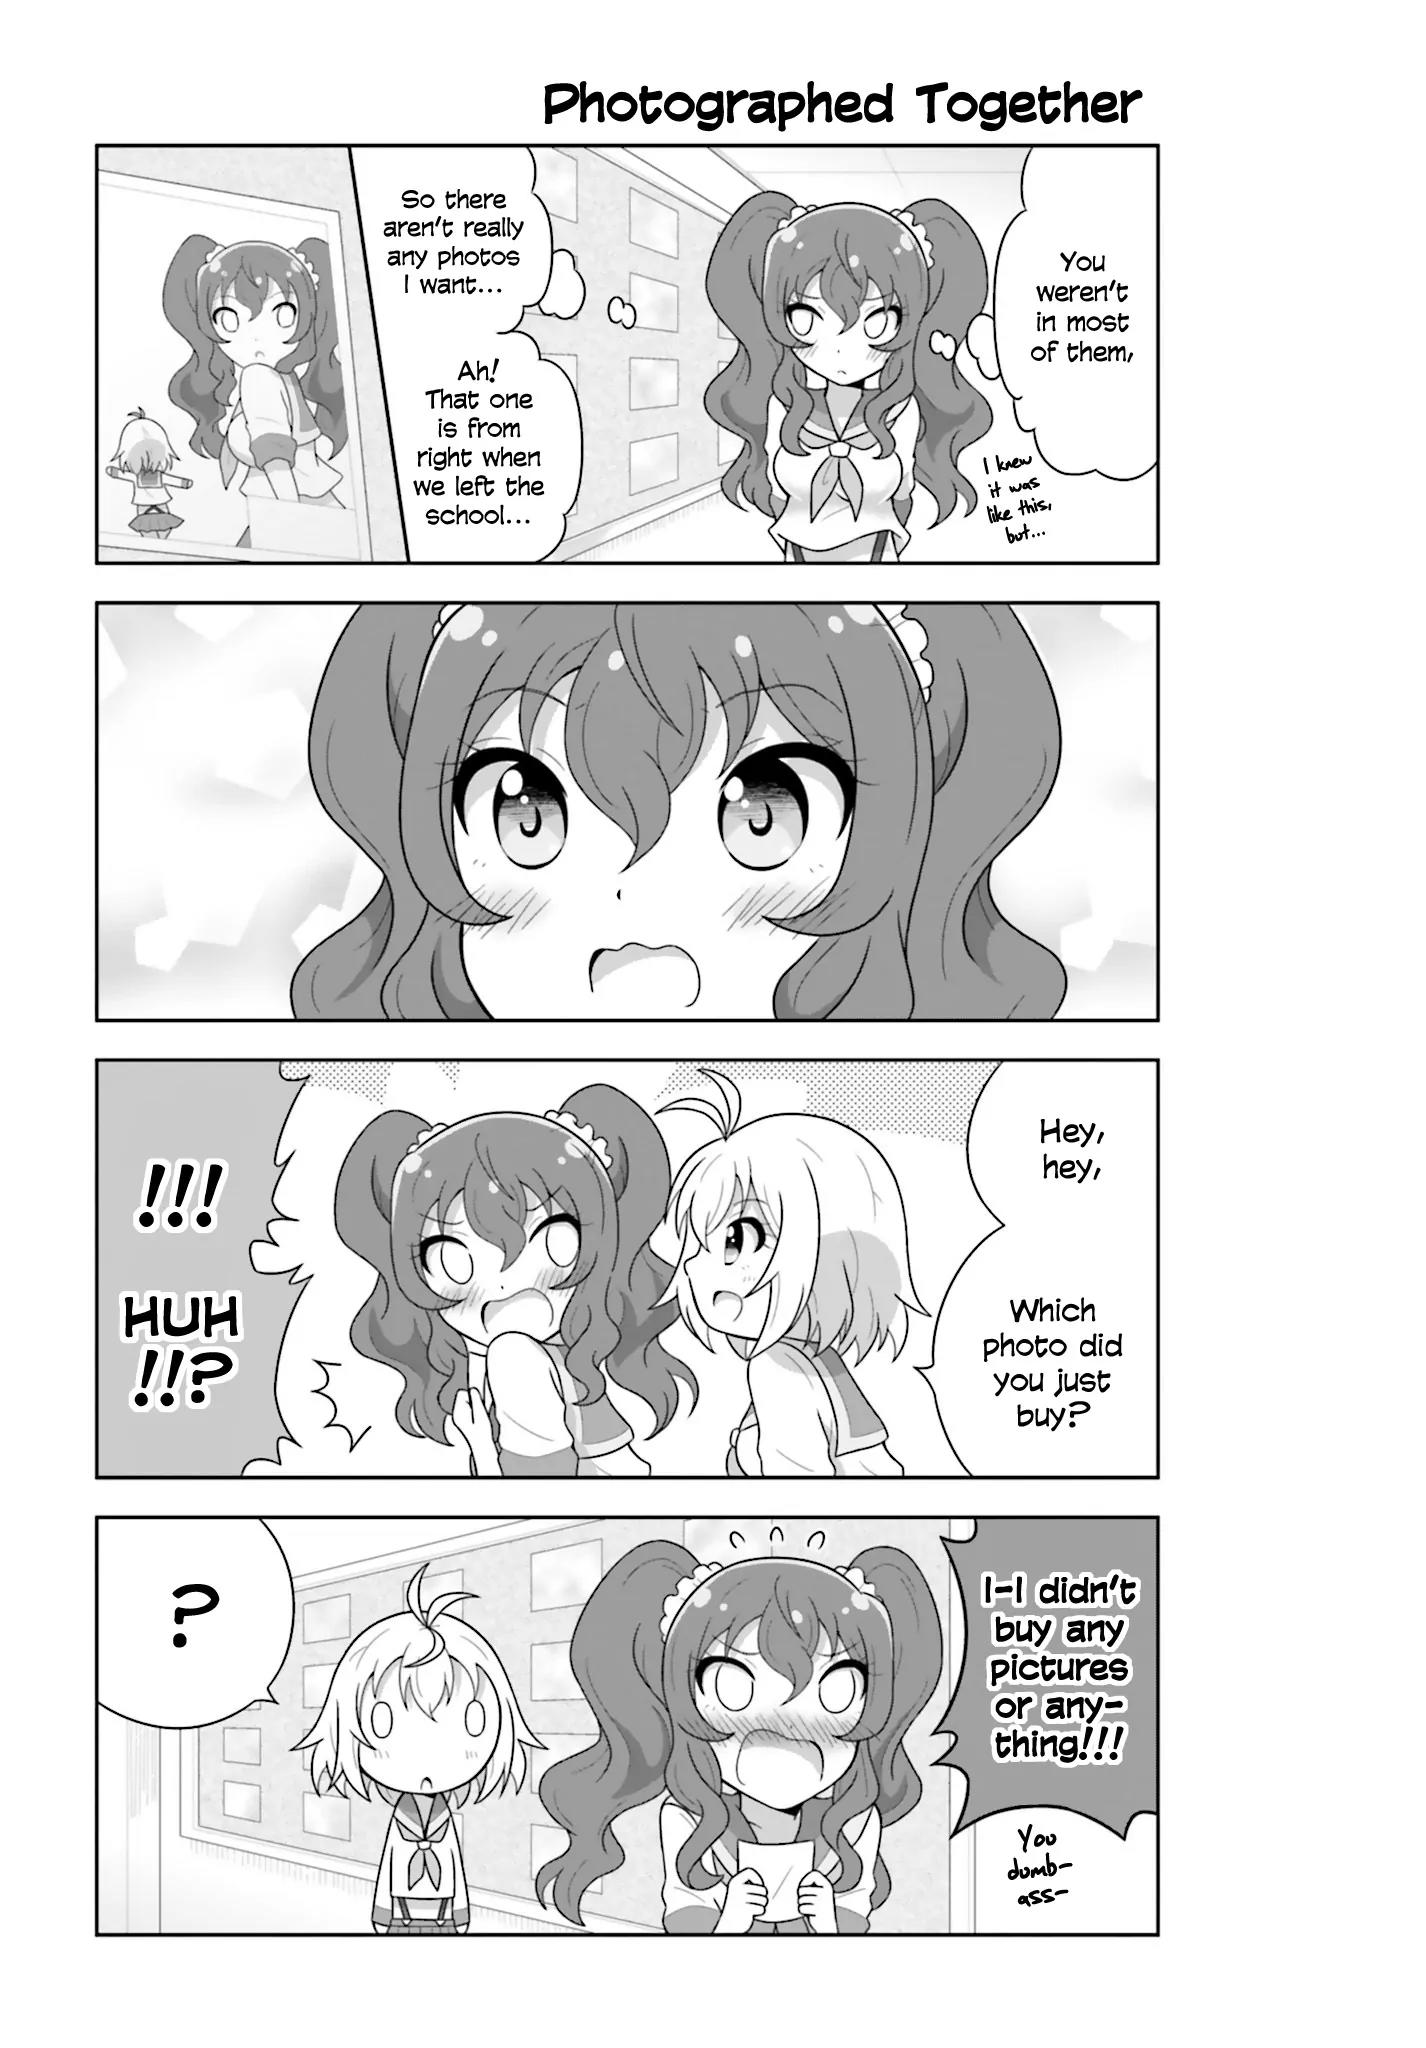 Photographed Together
You
weren't
in most
of them,
I knew
it was
like this,
but...
So there
aren't really
any photos
I want...
Ah!
That one
is from
right when
we left the
school...
Hey,
hey,
Which
photo did
you just
buy?
!!!
HUH
!!?
I-I didn't
buy any
pictures
or any-
thing!!!
You
dumb-
ass-
?